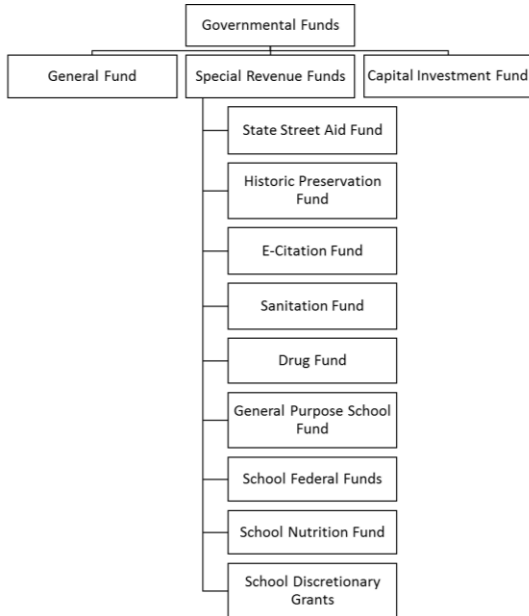 Governmental Funds
General Fund
Special Revenue Funds
Capital Investment Fund
State Street Aid Fund
Historic Preservation
Fund
E-Citation Fund
Sanitation Fund
Drug Fund
General Purpose School
Fund
School Federal Funds
School Nutrition Fund
School Discretionary
Grants